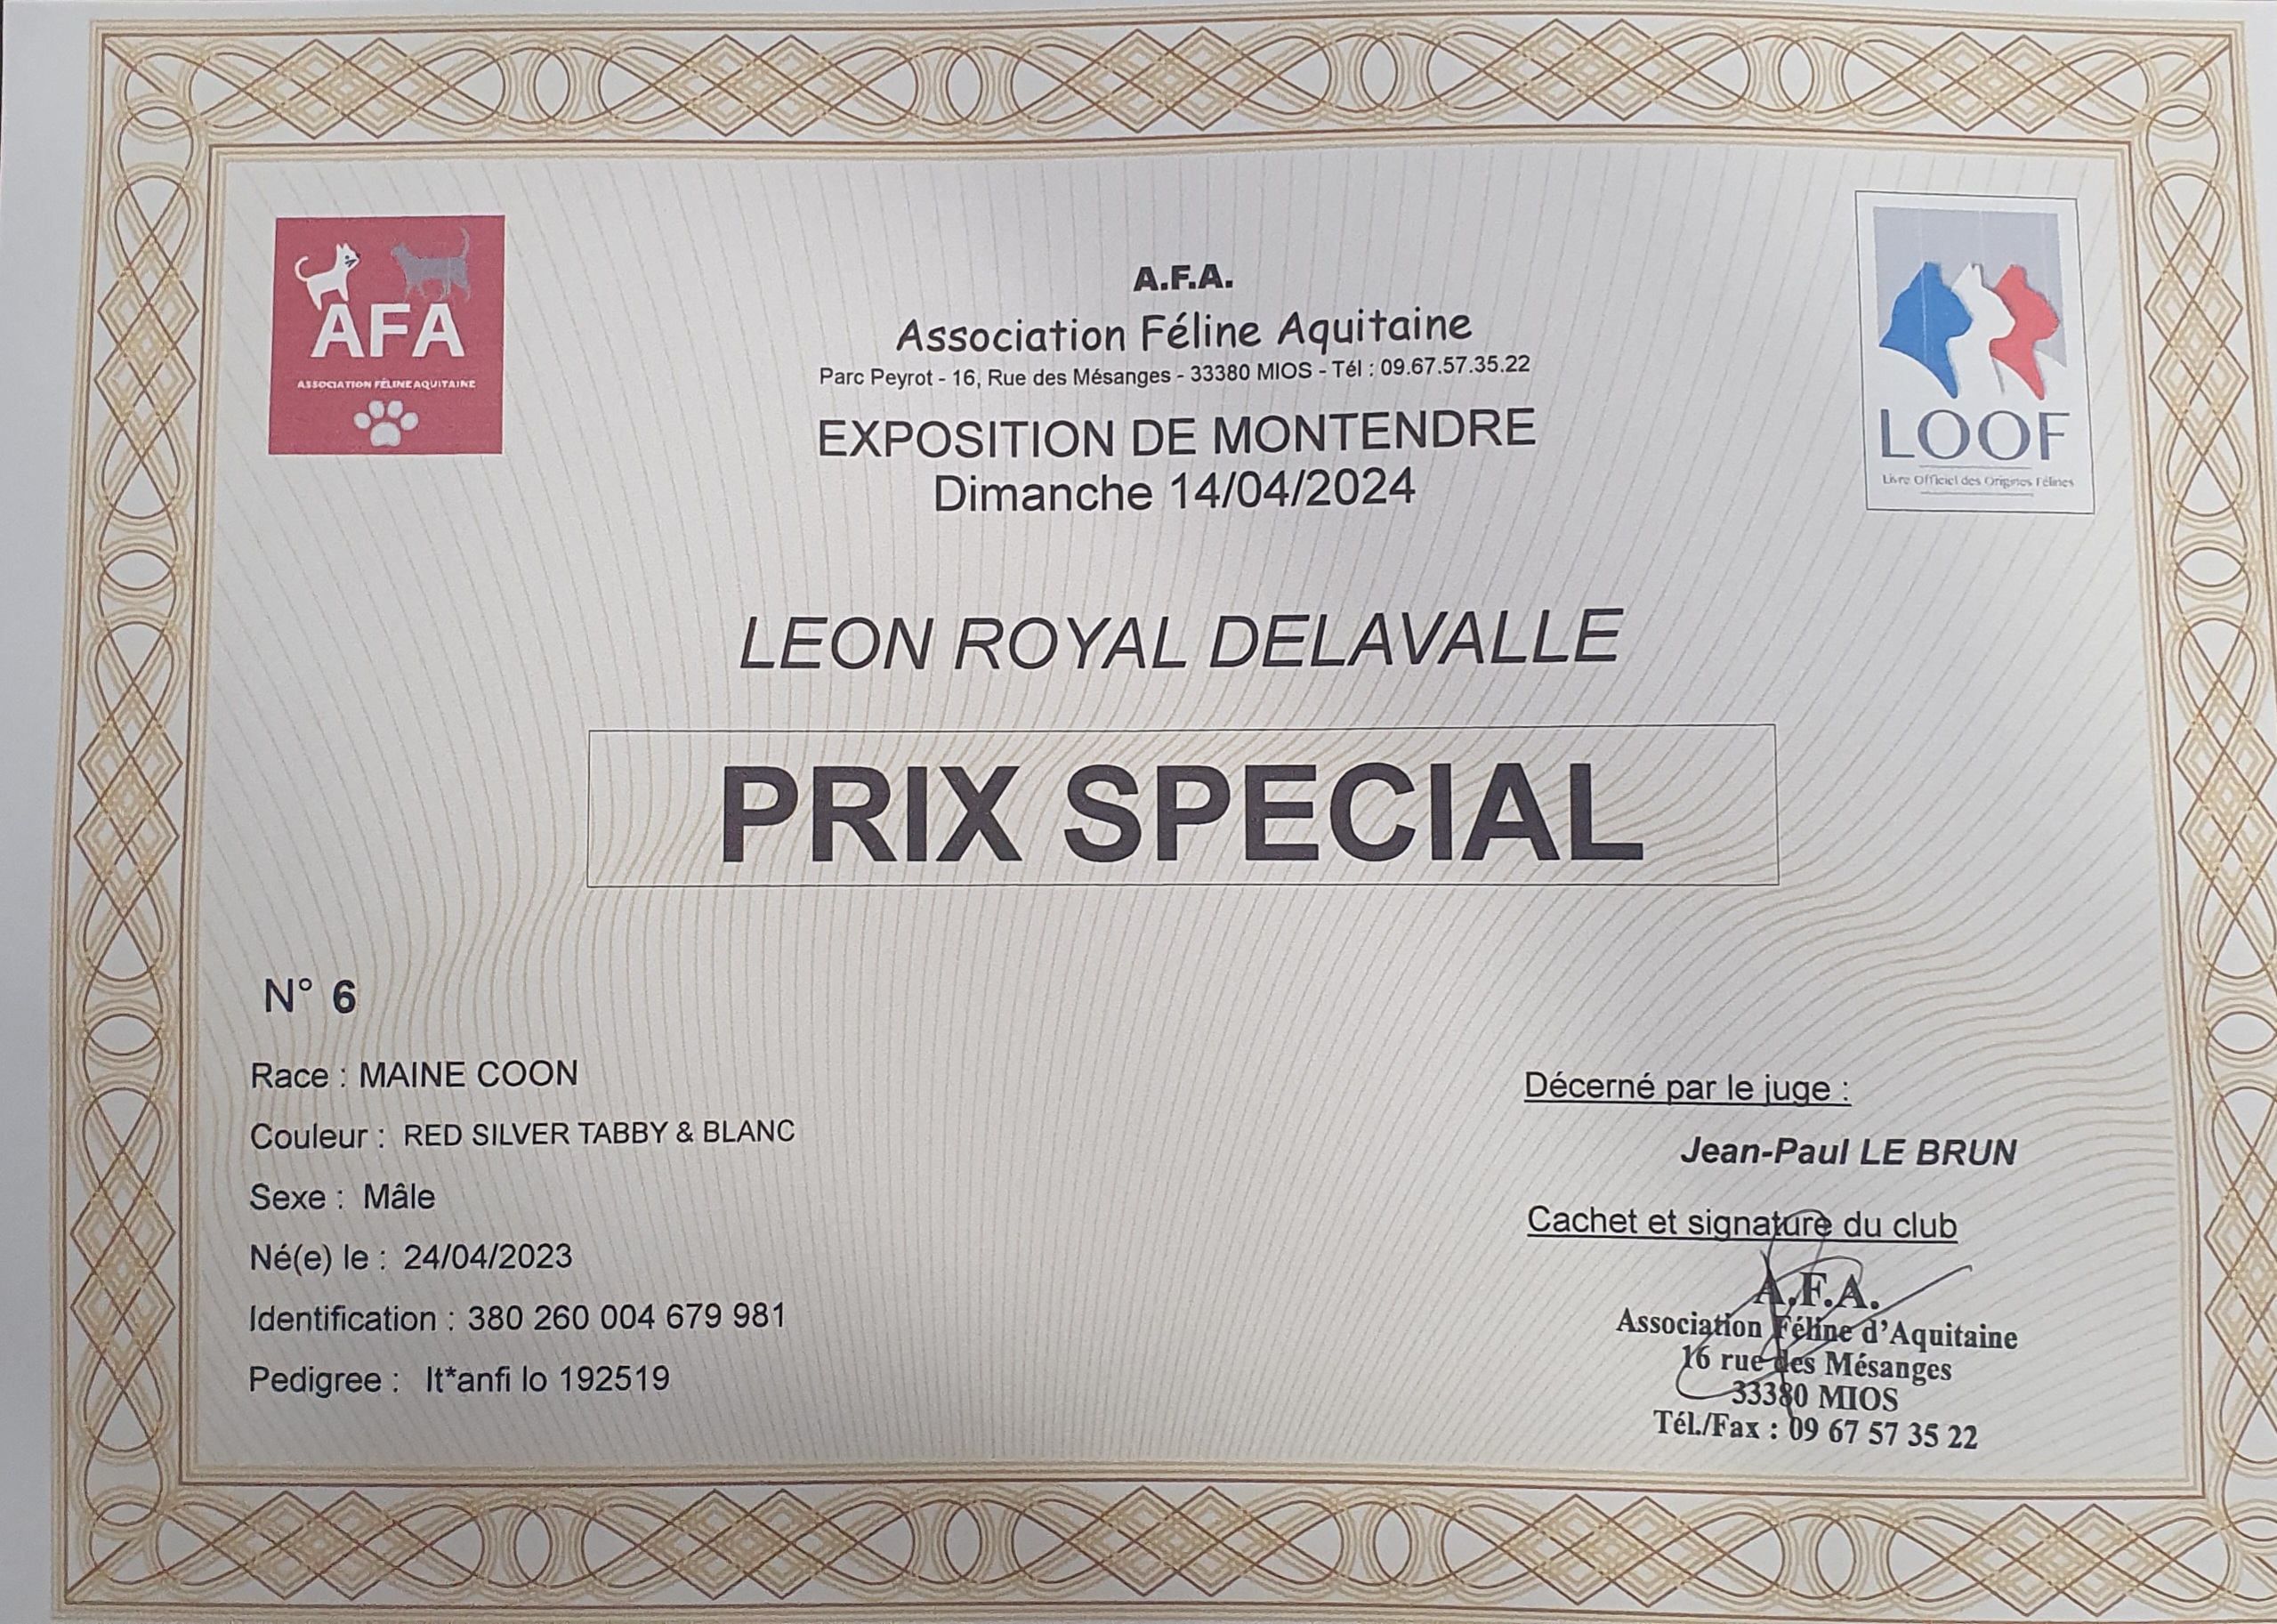 AFA
ASSOCIATION FÉLINE AQUITAINE
A.F.A.
Association Féline Aquitaine
Parc Peyrot - 16, Rue des Mésanges - 33380 MIOS - Tél : 09.67.57.35.22
EXPOSITION DE MONTENDRE
Dimanche 14/04/2024
LOOF
Livre Officiel des Origines Félines
LEON ROYAL DELAVALLE
PRIX SPECIAL
N° 6
Race : MAINE COON
Couleur : RED SILVER TABBY & BLANC
Sexe : Mâle
Né(e) le : 24/04/2023
Identification : 380 260 004 679 981
Pedigree : It*anfi lo 192519
Décerné par le juge :
Jean-Paul LE BRUN
Cachet et signature du club
A.F.A.
Association Féline d'Aquitaine
16 rue des Mésanges
33380 MIOS
Tél./Fax : 09 67 57 35 22